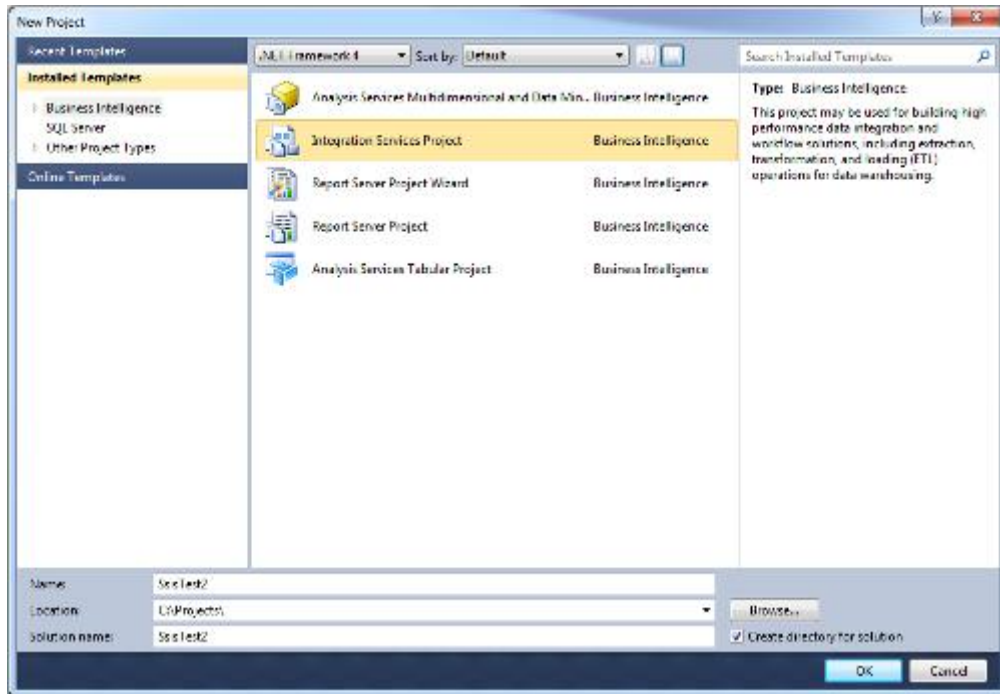 New Project
Recent Templates
.NET Framework 4 Sort by: Default
Search Installed Templates
Installed Templates
Business Intelligence
SQL Server
Other Project Types
Online Templates
Analysis Services Multidimensional and Data Min... Business Intelligence
Integration Services Project Business Intelligence
Report Server Project Wizard Business Intelligence
Report Server Project Business Intelligence
Analysis Services Tabular Project Business Intelligence
Type: Business Intelligence
This project may be used for building high
performance data integration and
workflow solutions, including extraction,
transformation, and loading (ETL)
operations for data warehousing.
Name: SsisTest2
Location: C:\Projects\
Browse...
Solution name: SsisTest2
Create directory for solution
OK Cancel